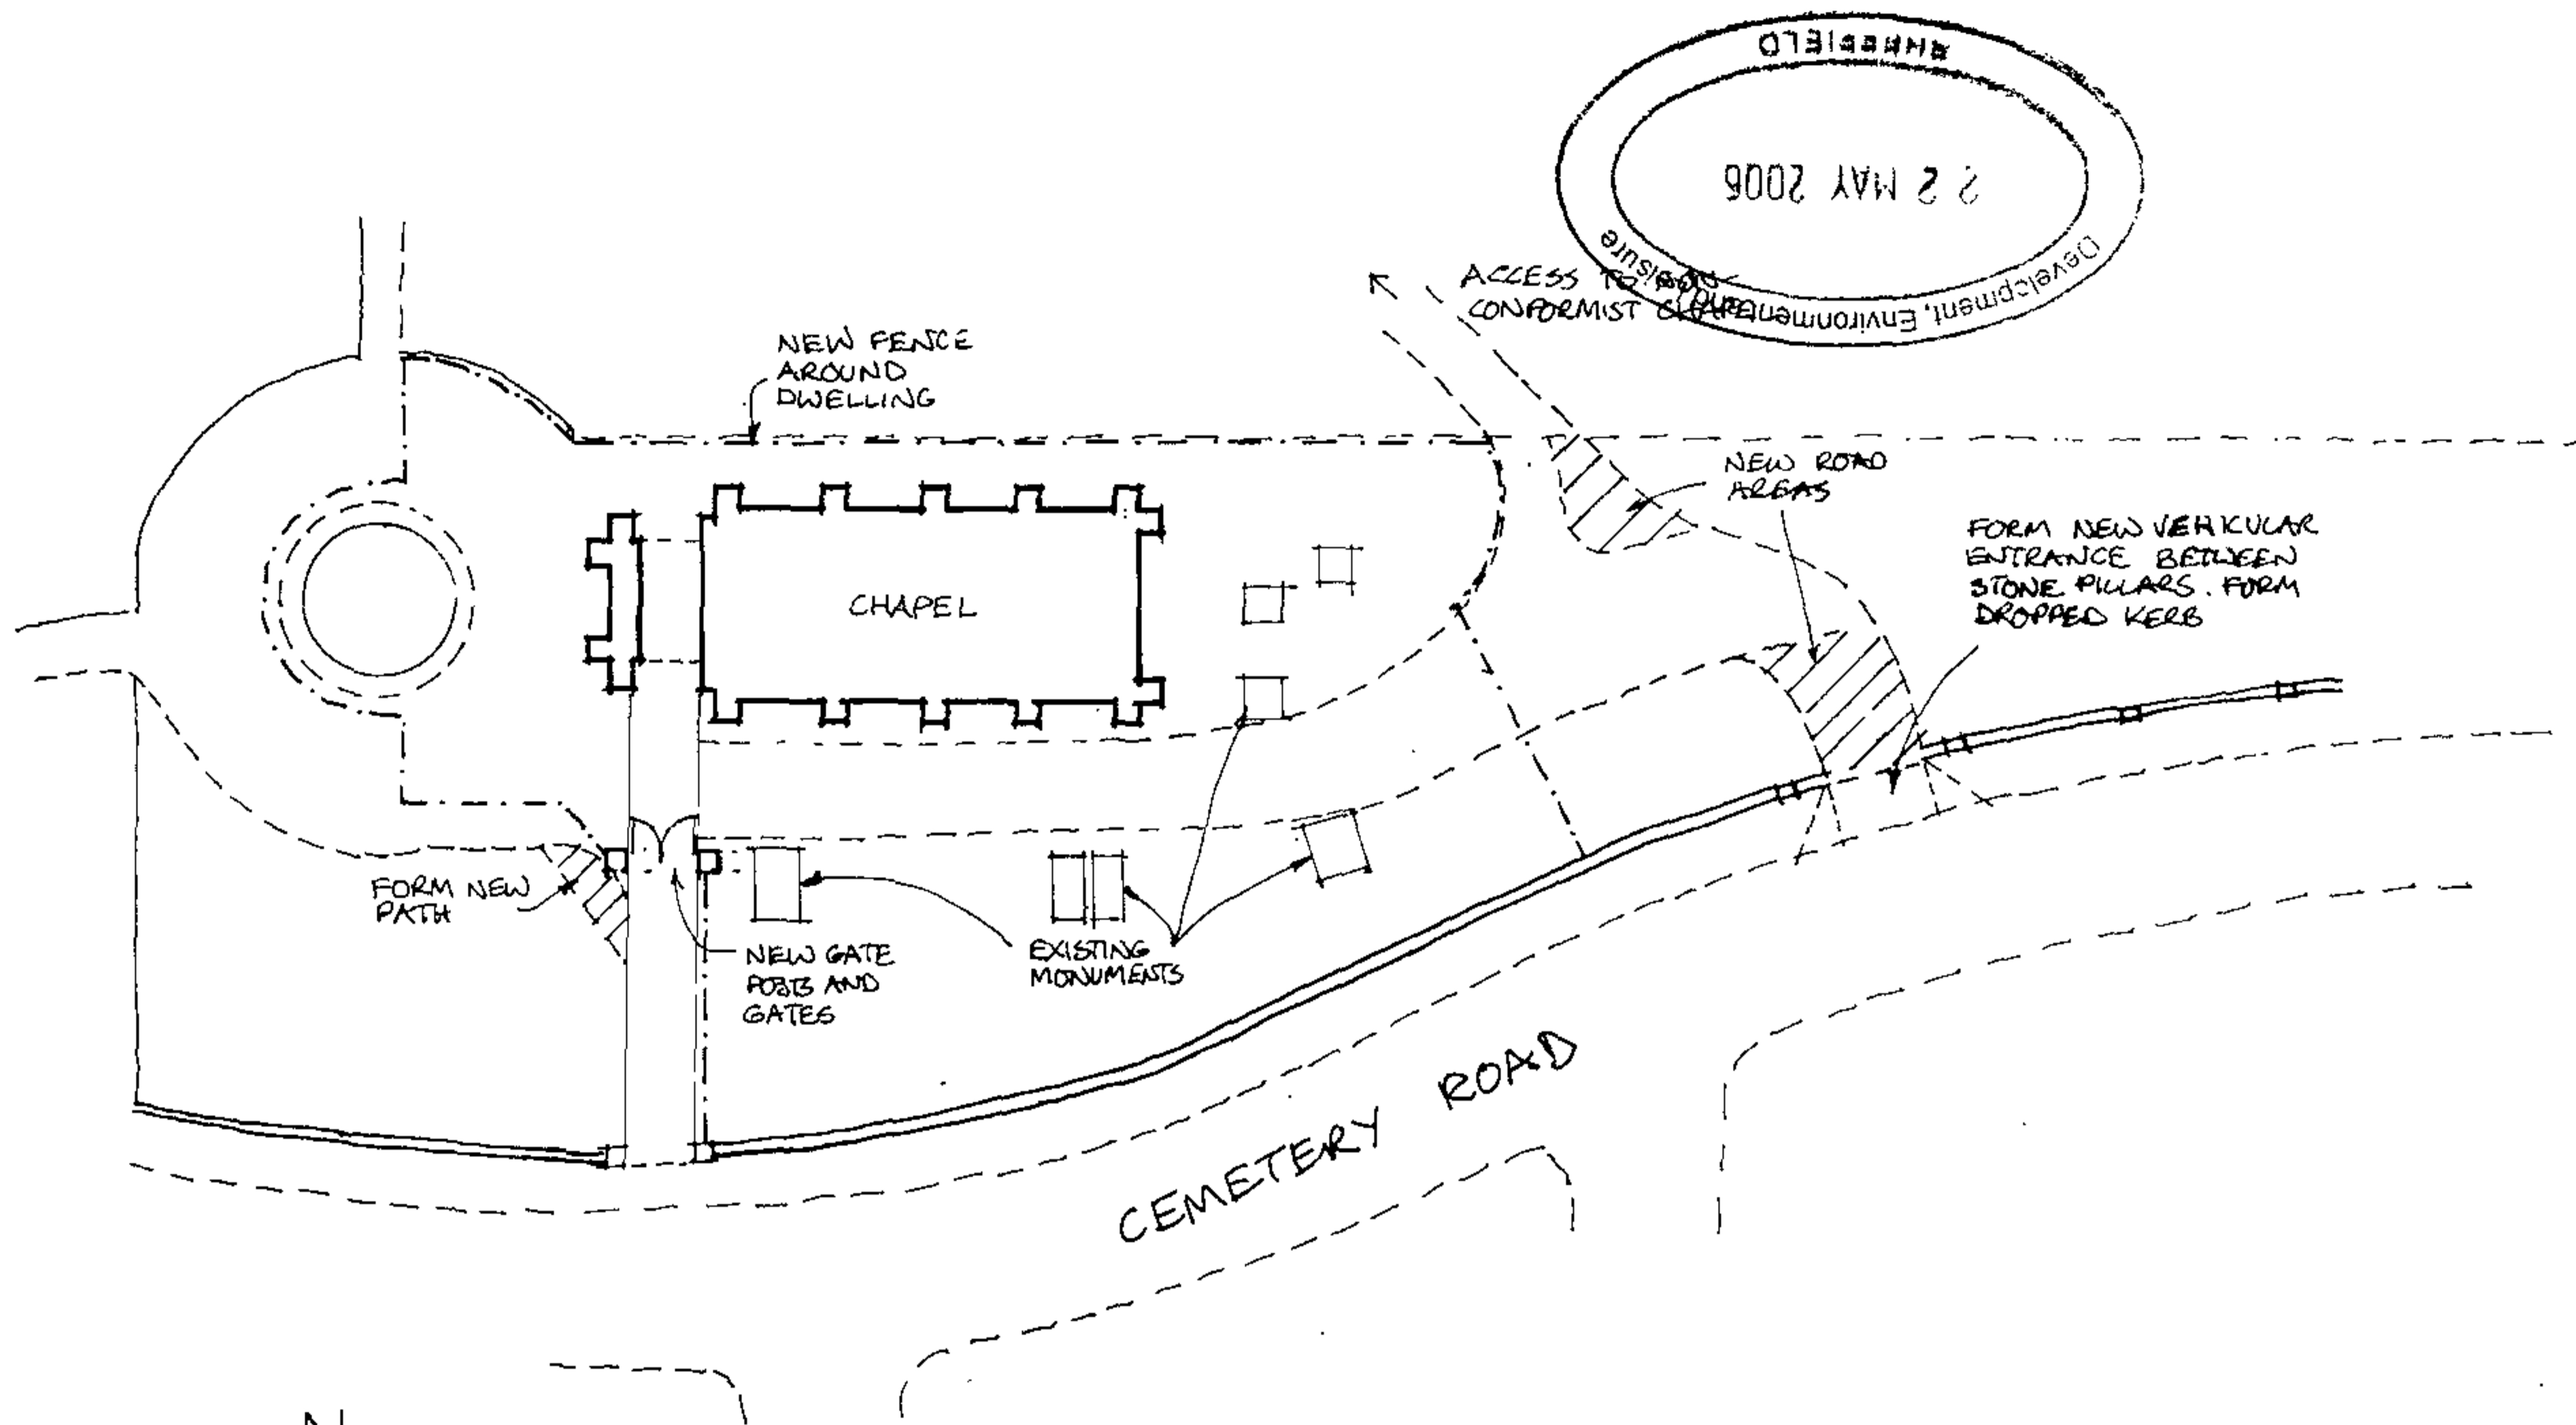 SHEFFIELD
22 MAY 2006
Development, Environment and Leisure
ACCESS TO
CONFORMIST
NEW FENCE
AROUND
DWELLING
NEW ROAD
AREAS
FORM NEW VEHICULAR
ENTRANCE BETWEEN
STONE PILLARS. FORM
DROPPED KERB
CHAPEL
FORM NEW
PATH
NEW GATE
POSTS AND
GATES
EXISTING
MONUMENTS
CEMETERY ROAD
N